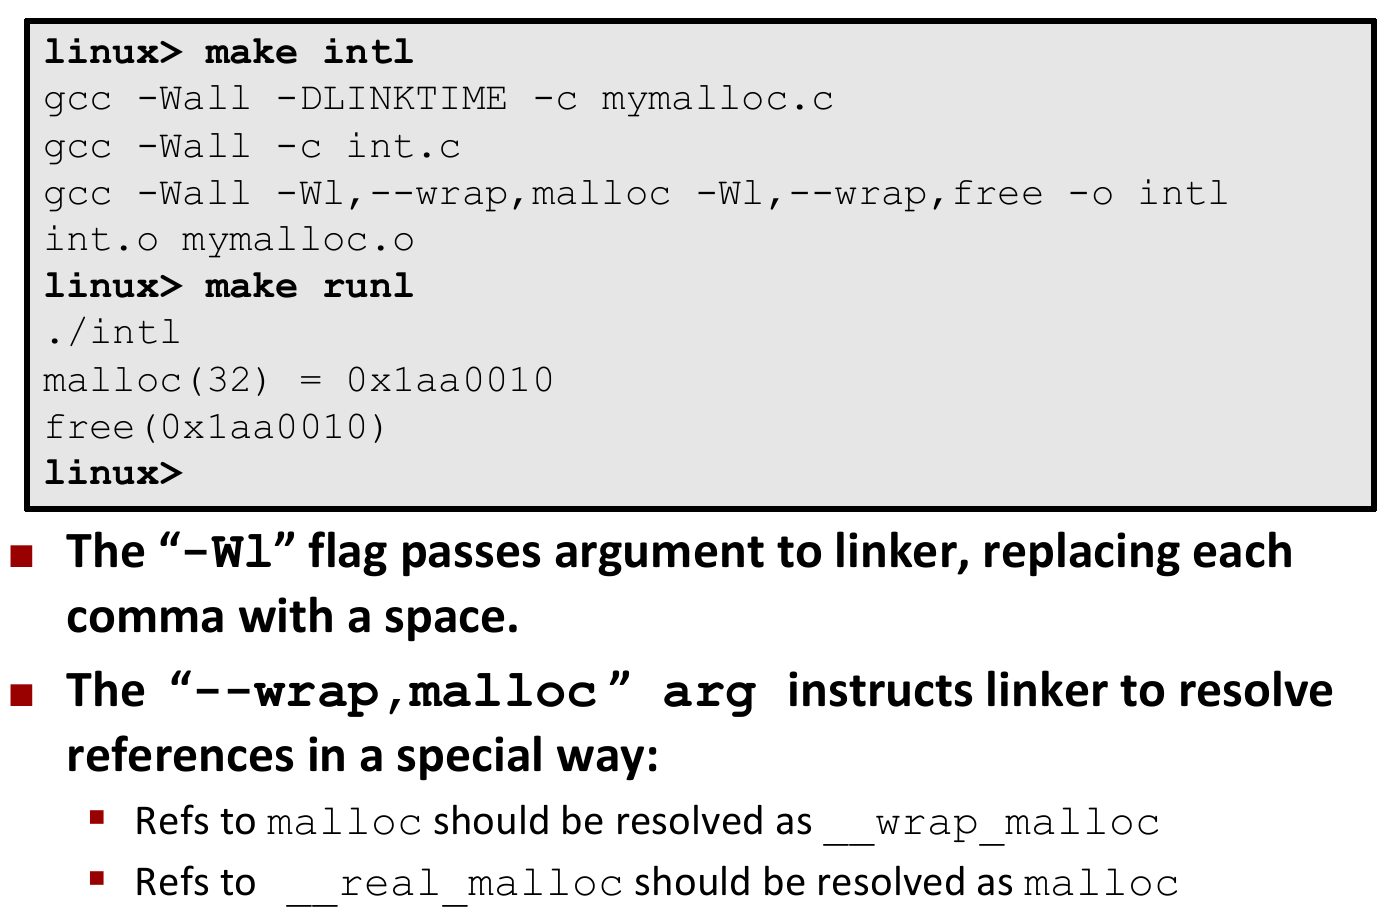 linux> make intl
gcc -Wall -DLINKTIME -c mymalloc.c
gcc -Wall -c int.c
gcc -Wall -Wl,--wrap,malloc -Wl,--wrap,free -o intl
int.o mymalloc.o
linux> make runl
./intl
malloc(32) = 0x1aa0010
free(0x1aa0010)
linux>
■ The “-Wl” flag passes argument to linker, replacing each
comma with a space.
■ The “--wrap,malloc” arg instructs linker to resolve
references in a special way:
▪ Refs to malloc should be resolved as __wrap_malloc
▪ Refs to __real_malloc should be resolved as malloc